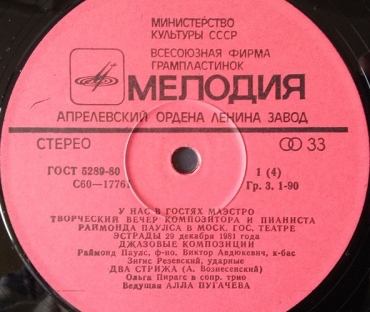 МИНИСТЕРСТВО
КУЛЬТУРЫ СССР
ВСЕСОЮЗНАЯ ФИРМА
ГРАМПЛАСТИНОК
МЕЛОДИЯ
АПРЕЛЕВСКИЙ ОРДЕНА ЛЕНИНА ЗАВОД
СТЕРЕО 33
ГОСТ 5289-80 1 (4)
С60—1776 Гр. 3. 1-90
У НАС В ГОСТЯХ МАЭСТРО
ТВОРЧЕСКИЙ ВЕЧЕР КОМПОЗИТОРА И ПИАНИСТА
РАЙМОНДА ПАУЛСА В МОСК. ГОС. ТЕАТРЕ
ЭСТРАДЫ 29 декабря 1981 года
ДЖАЗОВЫЕ КОМПОЗИЦИИ
Раймонд Паулс, ф-но. Виктор Авдюкевич, к-бас
Зигис Резевский, ударные
ДВА СТРИЖА (А. Вознесенский)
Ольга Пирагс в сопр. трио
Ведущая АЛЛА ПУГАЧЕВА